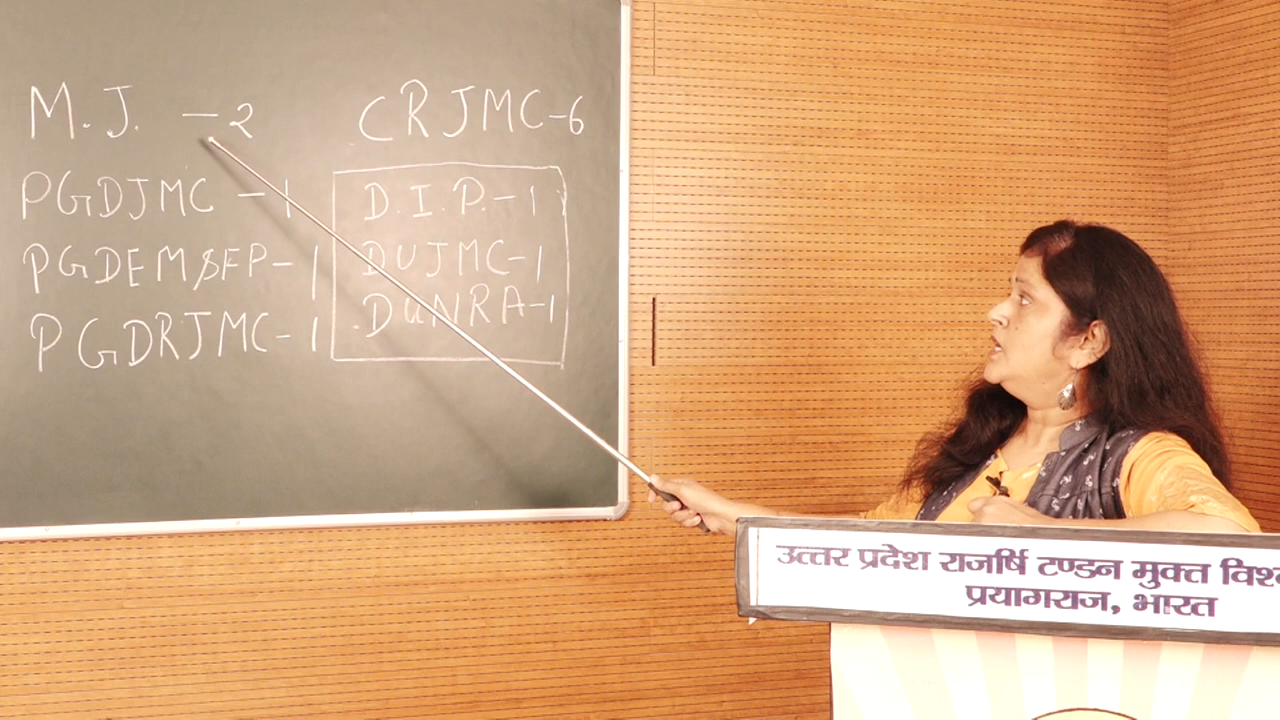 M.J. - 2
PGDJMC - 1
PGDEM&FP - 1
PGDRJMC - 1
CRJMC - 6
D.I.P. - 1
DUJMC - 1
DUNRA - 1
उत्तर प्रदेश राजर्षि टण्डन मुक्त
प्रयागराज, भारत